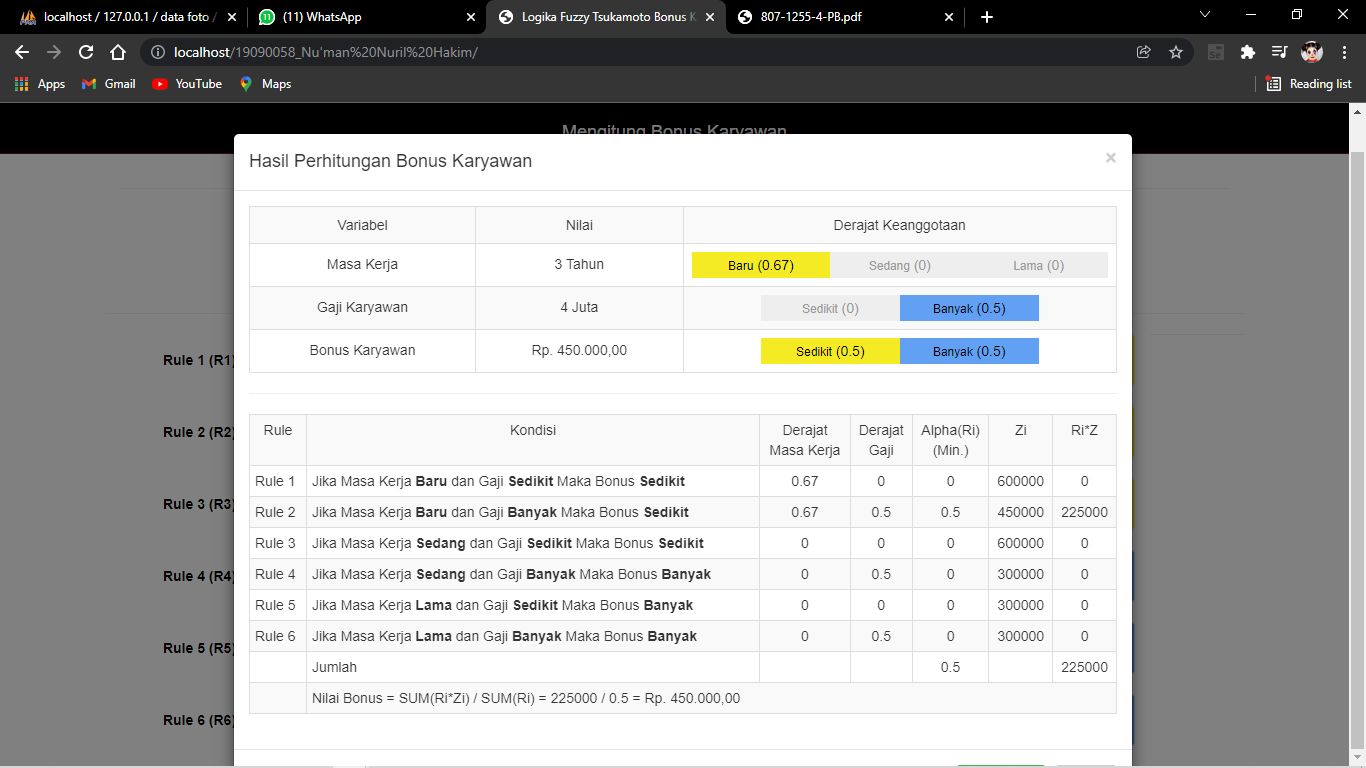 localhost / 127.0.0.1 / data foto /
(11) WhatsApp
Logika Fuzzy Tsukamoto Bonus K
807-1255-4-PB.pdf
localhost/19090058_Nu'man%20Nuril%20Hakim/
Apps Gmail YouTube Maps Reading list
Mengitung Bonus Karyawan
Hasil Perhitungan Bonus Karyawan ×
Variabel Nilai Derajat Keanggotaan
Masa Kerja 3 Tahun Baru (0.67) Sedang (0) Lama (0)
Gaji Karyawan 4 Juta Sedikit (0) Banyak (0.5)
Bonus Karyawan Rp. 450.000,00 Sedikit (0.5) Banyak (0.5)
Rule Kondisi Derajat Masa Kerja Derajat Gaji Alpha(Ri) (Min.) Zi Ri*Z
Rule 1 Jika Masa Kerja Baru dan Gaji Sedikit Maka Bonus Sedikit 0.67 0 0 600000 0
Rule 2 Jika Masa Kerja Baru dan Gaji Banyak Maka Bonus Sedikit 0.67 0.5 0.5 450000 225000
Rule 3 Jika Masa Kerja Sedang dan Gaji Sedikit Maka Bonus Sedikit 0 0 0 600000 0
Rule 4 Jika Masa Kerja Sedang dan Gaji Banyak Maka Bonus Banyak 0 0.5 0 300000 0
Rule 5 Jika Masa Kerja Lama dan Gaji Sedikit Maka Bonus Banyak 0 0 0 300000 0
Rule 6 Jika Masa Kerja Lama dan Gaji Banyak Maka Bonus Banyak 0 0.5 0 300000 0
Jumlah 0.5 225000
Nilai Bonus = SUM(Ri*Zi) / SUM(Ri) = 225000 / 0.5 = Rp. 450.000,00
Rule 1 (R1)
Rule 2 (R2)
Rule 3 (R3)
Rule 4 (R4)
Rule 5 (R5)
Rule 6 (R6)